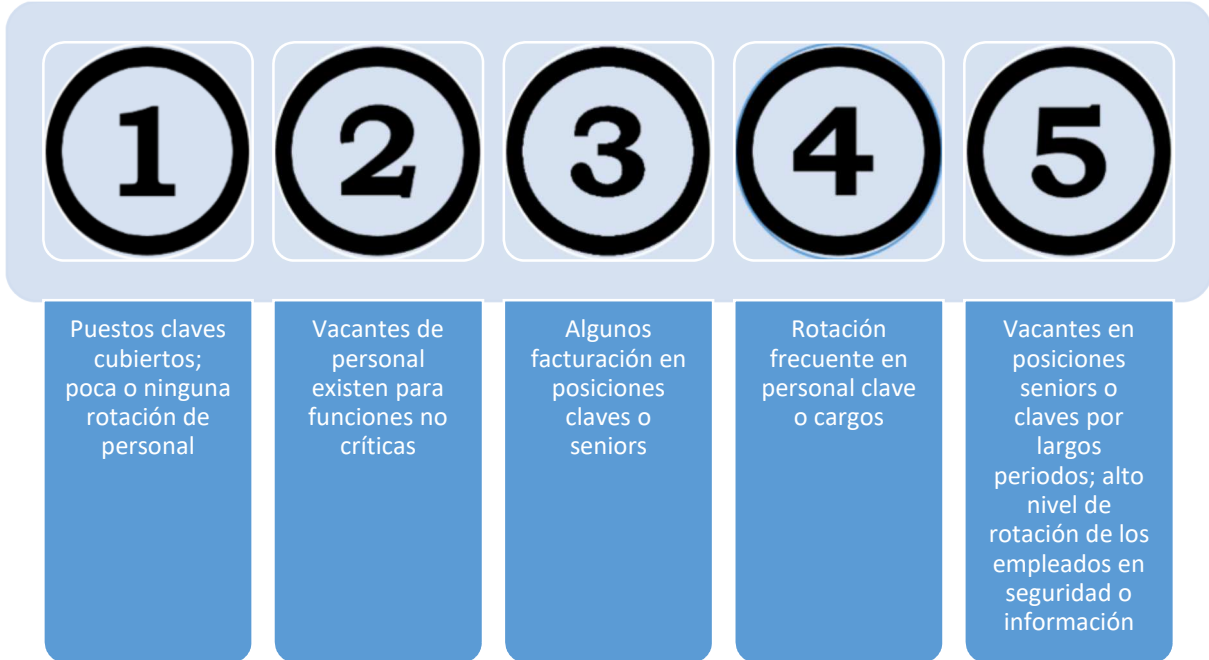 1
Puestos claves
cubiertos;
poca o ninguna
rotación de
personal
2
Vacantes de
personal
existen para
funciones no
críticas
3
Algunos
facturación en
posiciones
claves o
seniors
4
Rotación
frecuente en
personal clave
o cargos
5
Vacantes en
posiciones
seniors o
claves por
largos
periodos; alto
nivel de
rotación de los
empleados en
seguridad o
información